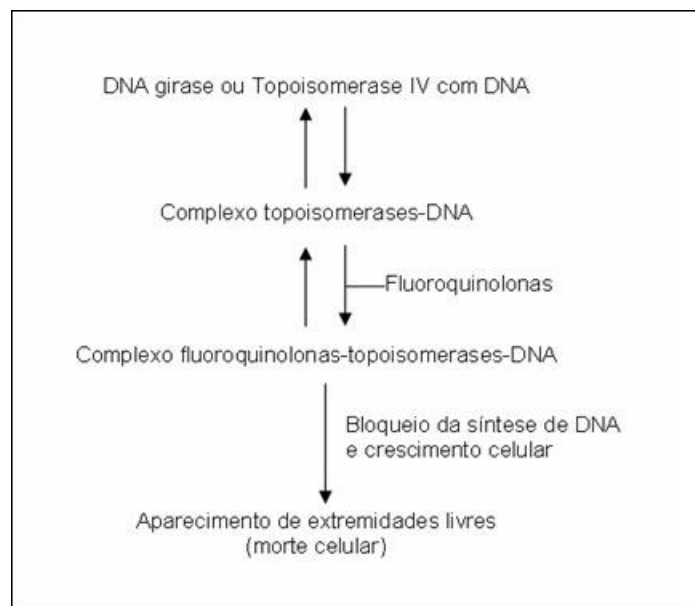 DNA girase ou Topoisomerase IV com DNA
Complexo topoisomerases-DNA
Fluoroquinolonas
Complexo fluoroquinolonas-topoisomerases-DNA
Bloqueio da síntese de DNA
e crescimento celular
Aparecimento de extremidades livres
(morte celular)